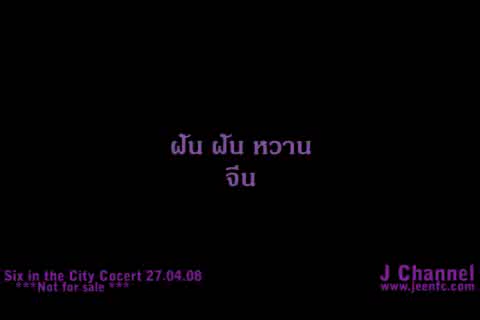 ฝัน ฝัน หวาน
จีน
Six in the City Cocert 27.04.08
***Not for sale ***
J Channel
www.jeenfc.com